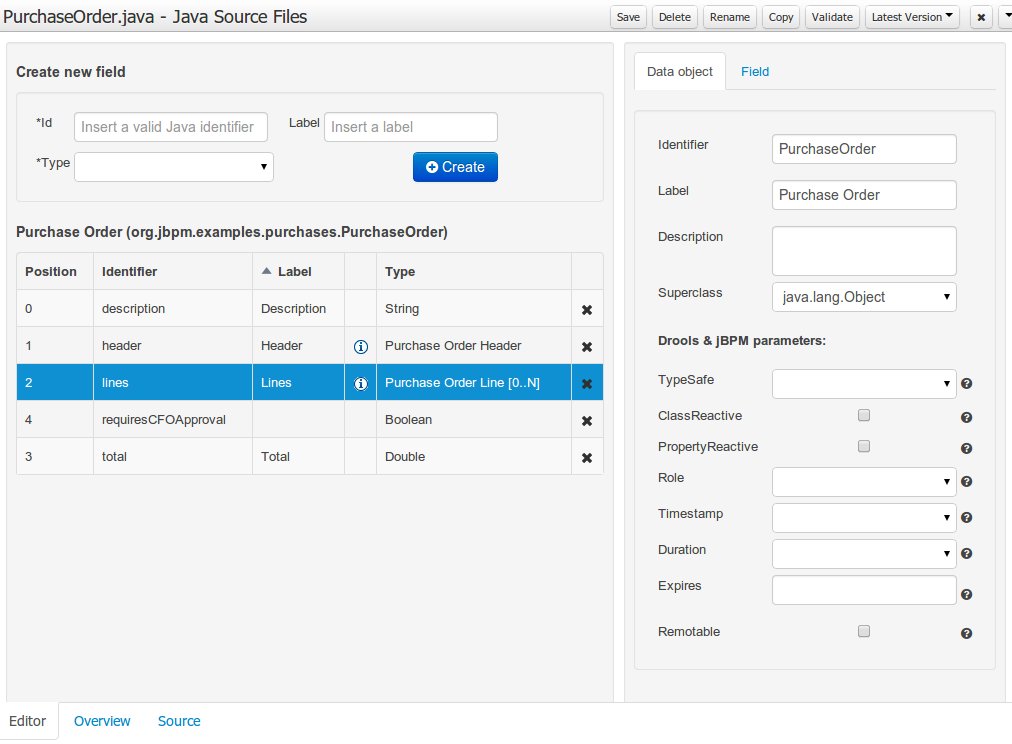 PurchaseOrder.java - Java Source Files
Save
Delete
Rename
Copy
Validate
Latest Version
Create new field
*Id
Insert a valid Java identifier
Label
Insert a label
*Type
Create
Purchase Order (org.jbpm.examples.purchases.PurchaseOrder)
Position Identifier Label Type
0 description Description String
1 header Header Purchase Order Header
2 lines Lines Purchase Order Line [0..N]
4 requiresCFOApproval Boolean
3 total Total Double
Data object
Field
Identifier
PurchaseOrder
Label
Purchase Order
Description
Superclass
java.lang.Object
Drools & jBPM parameters:
TypeSafe
ClassReactive
PropertyReactive
Role
Timestamp
Duration
Expires
Remotable
Editor
Overview
Source